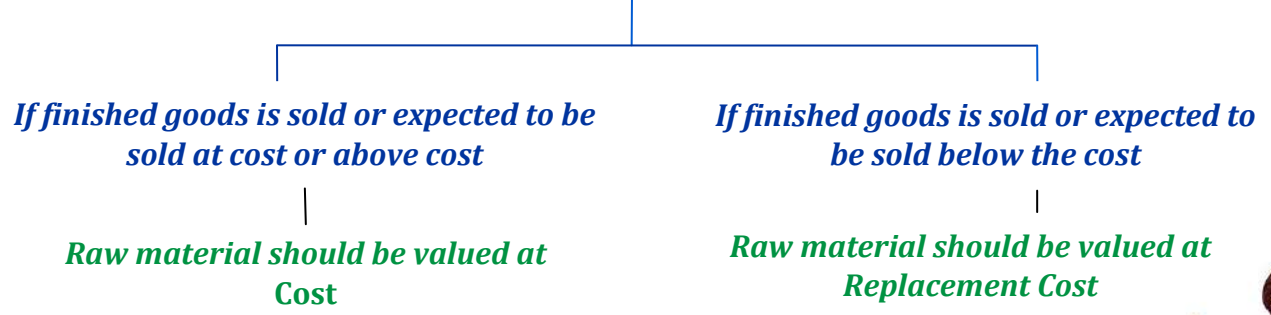 If finished goods is sold or expected to be
sold at cost or above cost
Raw material should be valued at
Cost
If finished goods is sold or expected to
be sold below the cost
Raw material should be valued at
Replacement Cost